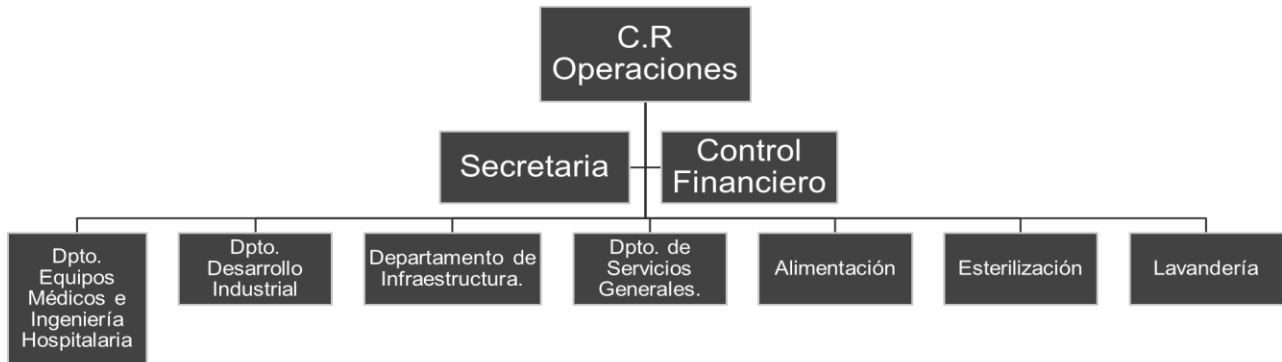 C.R
Operaciones
Secretaria
Control
Financiero
Dpto.
Equipos
Médicos e
Ingeniería
Hospitalaria
Dpto.
Desarrollo
Industrial
Departamento de
Infraestructura.
Dpto. de
Servicios
Generales.
Alimentación
Esterilización
Lavandería